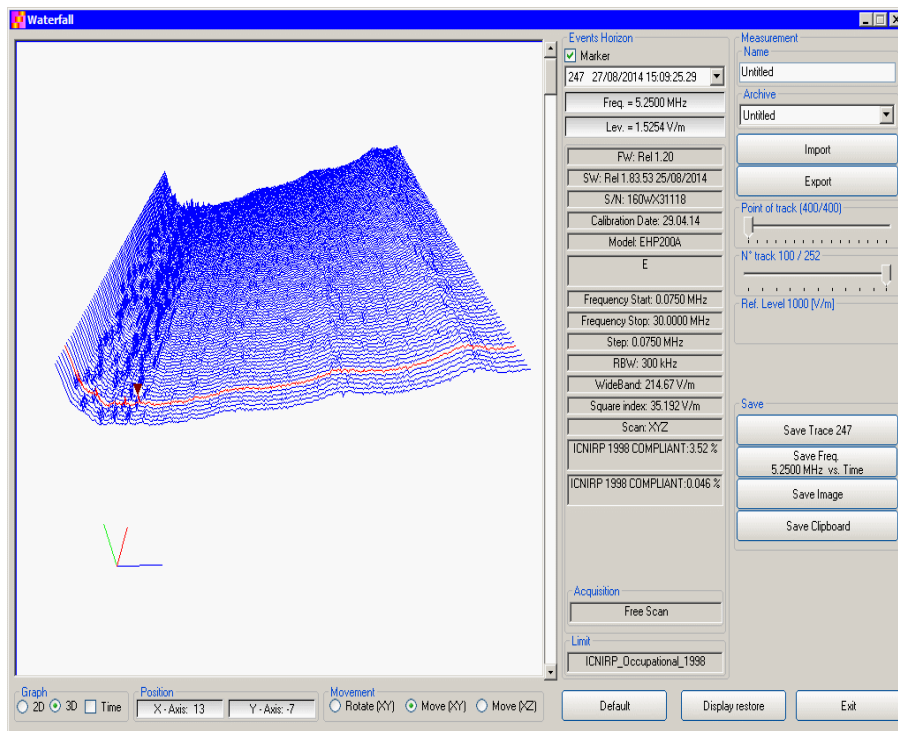 Waterfall
Events Horizon
Marker
247 27/08/2014 15:09:25.29
Freq. = 5.2500 MHz
Lev. = 1.5254 V/m
FW: Rel 1.20
SW: Rel 1.83.53 25/08/2014
S/N: 160WX31118
Calibration Date: 29.04.14
Model: EHP200A
E
Frequency Start: 0.0750 MHz
Frequency Stop: 30.0000 MHz
Step: 0.0750 MHz
RBW: 300 kHz
WideBand: 214.67 V/m
Square index: 35.192 V/m
Scan: XYZ
ICNIRP 1998 COMPLIANT:3.52 %
ICNIRP 1998 COMPLIANT:0.046 %
Acquisition
Free Scan
Limit
ICNIRP_Occupational_1998
Measurement
Name
Untitled
Archive
Untitled
Import
Export
Point of track (400/400)
N° track 100 / 252
Ref. Level 1000 [V/m]
Save
Save Trace 247
Save Freq.
5.2500 MHz vs. Time
Save Image
Save Clipboard
Graph
2D
3D
Time
Position
X - Axis: 13
Y - Axis: -7
Movement
Rotate (XY)
Move (XY)
Move (XZ)
Default
Display restore
Exit